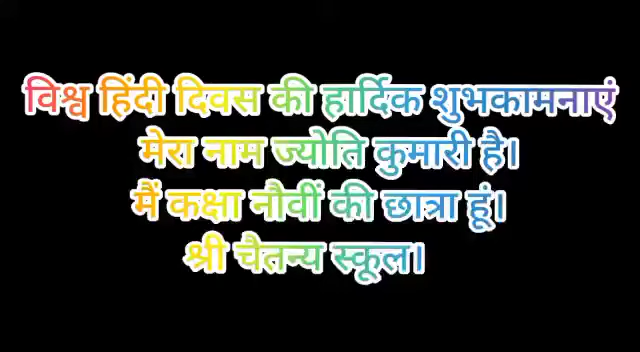 विश्व हिंदी दिवस की हार्दिक शुभकामनाएं
मेरा नाम ज्योति कुमारी है।
मैं कक्षा नौवीं की छात्रा हूं।
श्री चैतन्य स्कूल।